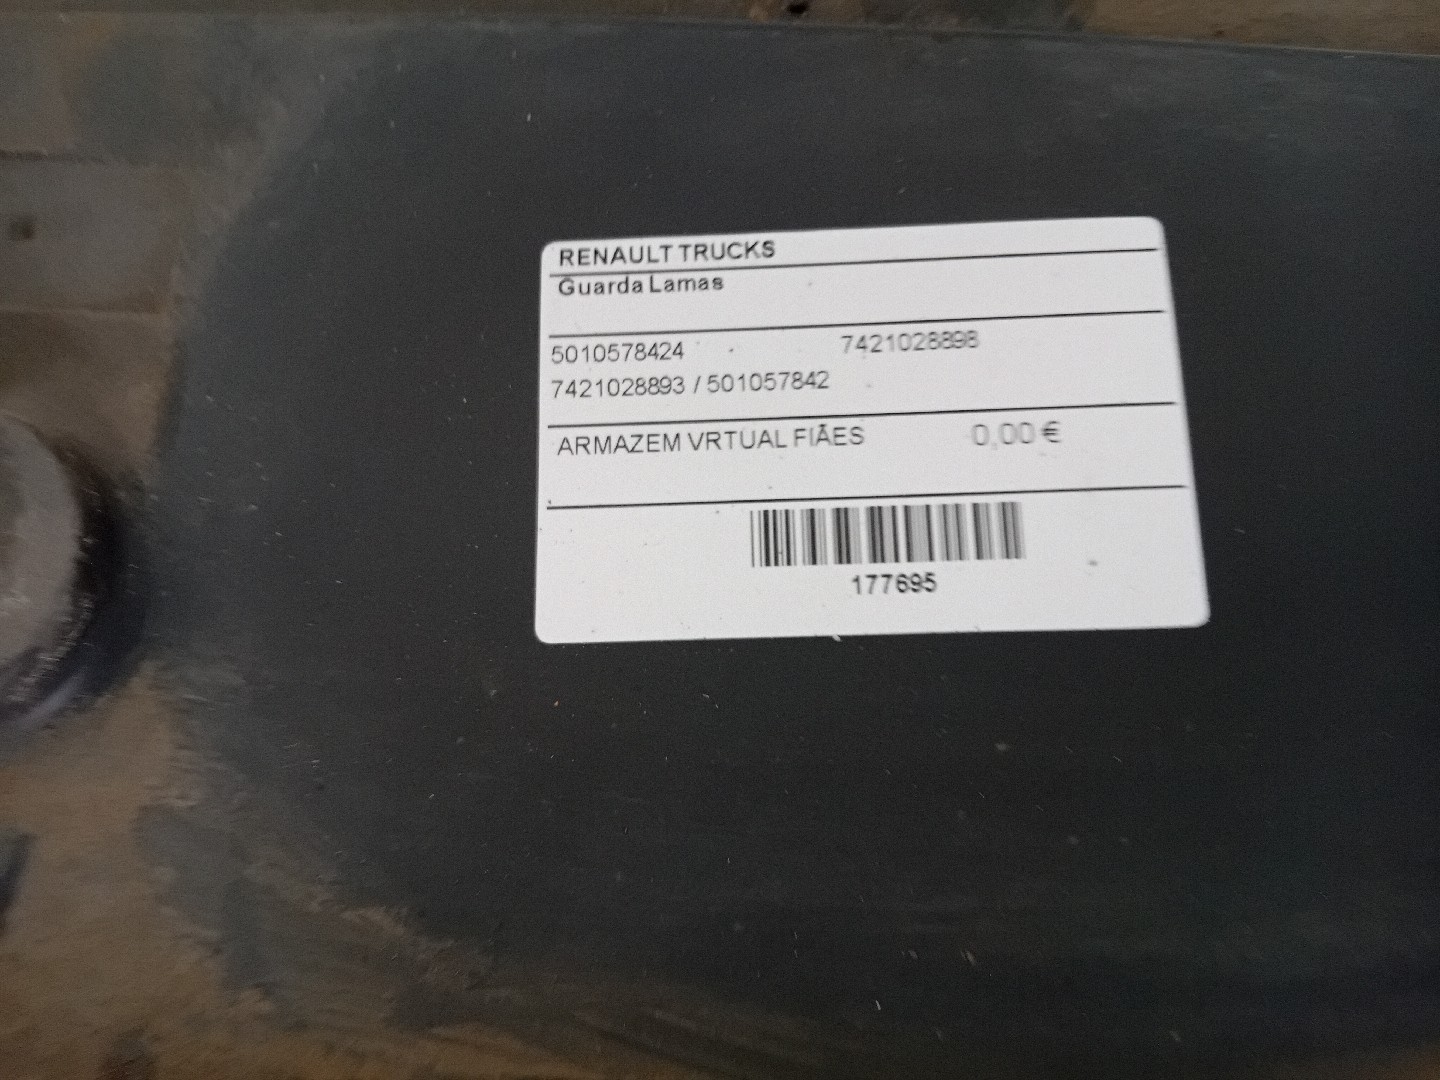 RENAULT TRUCKS
Guarda Lamas
5010578424 7421028898
7421028893 / 501057842
ARMAZEM VRTUAL FIÃES 0,00 €
177695